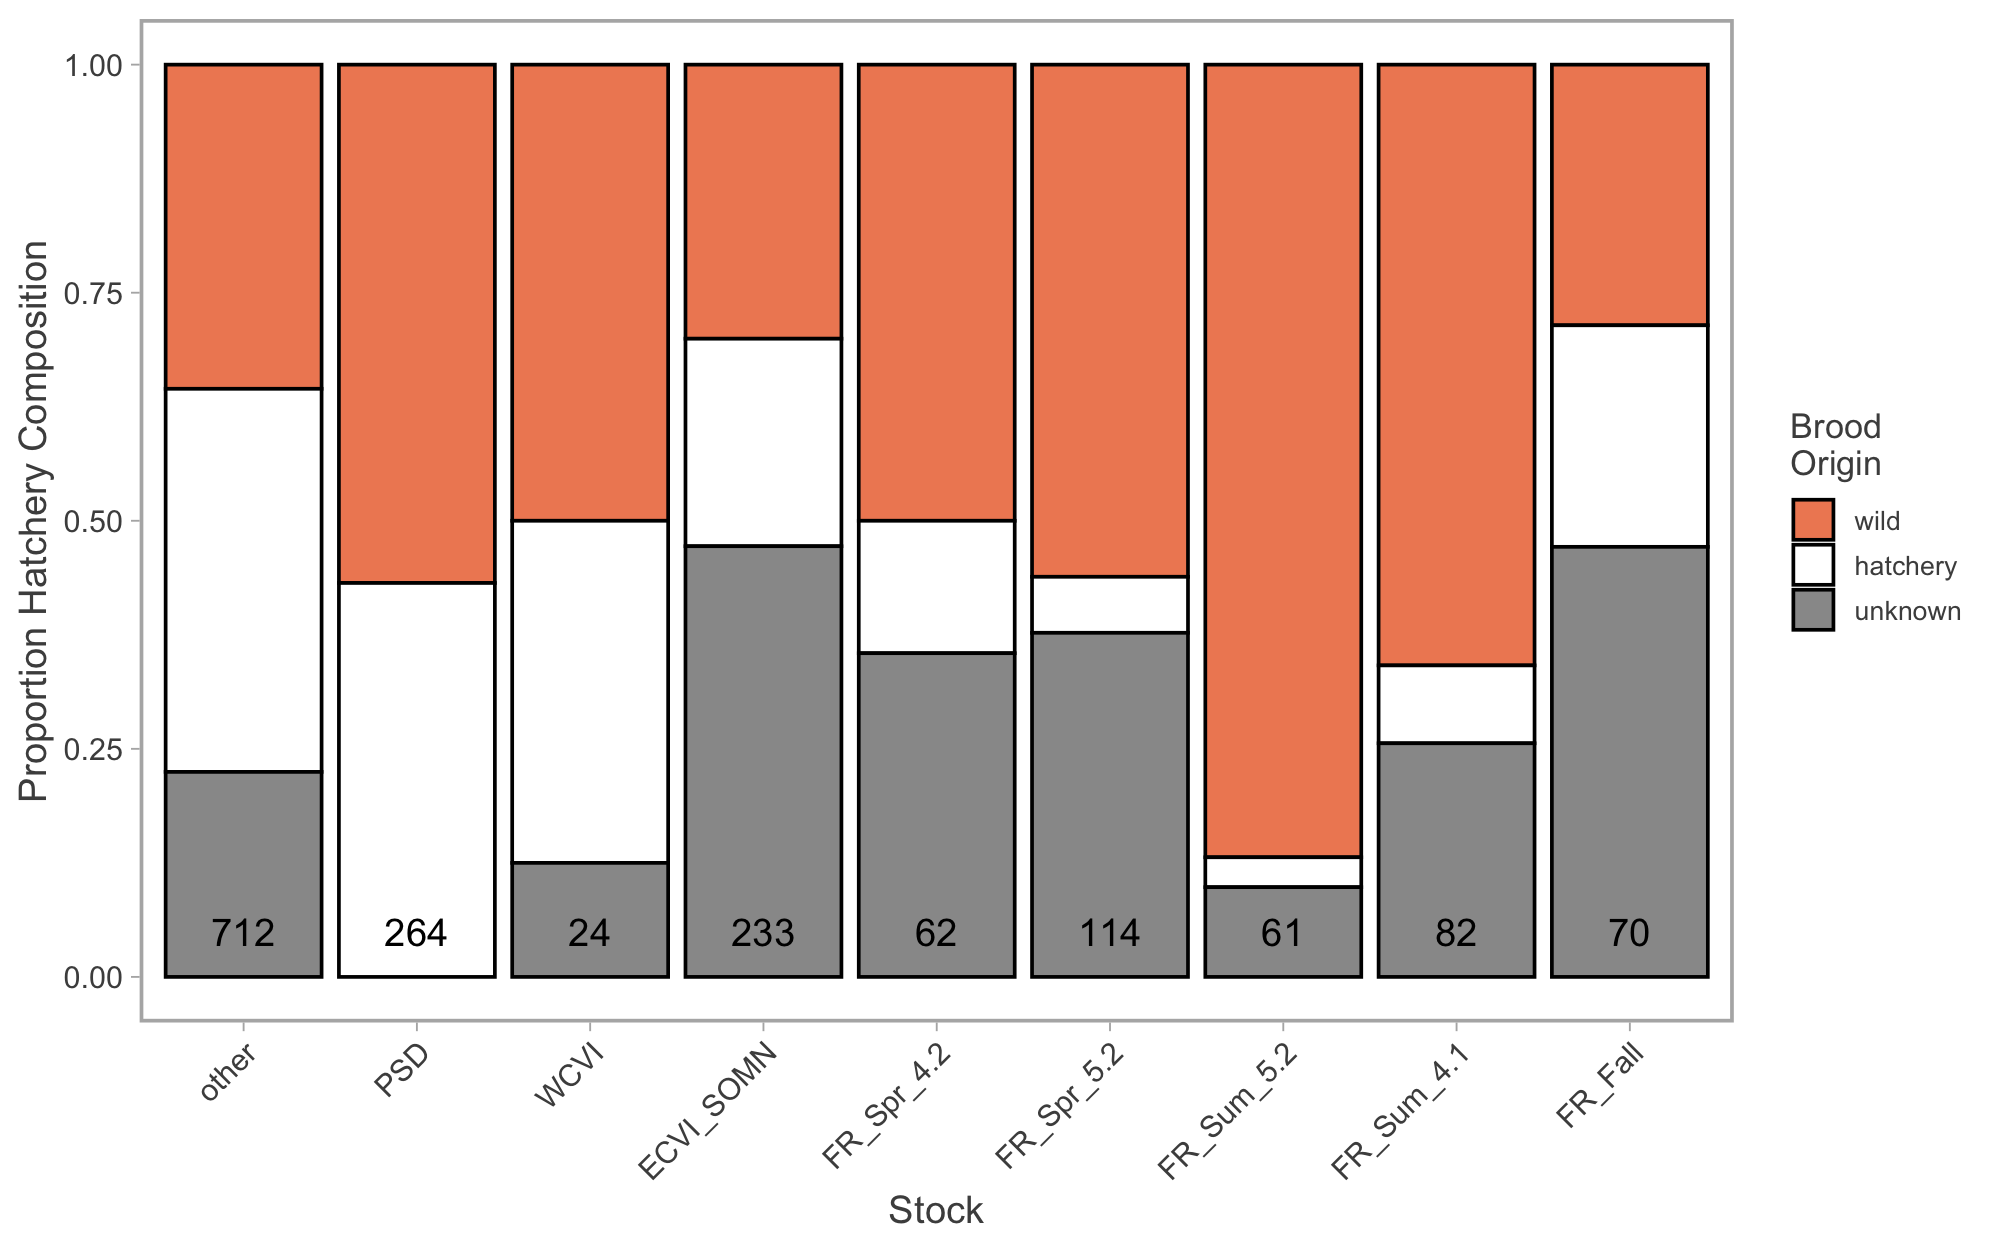 Proportion Hatchery Composition
1.00
0.75
0.50
0.25
0.00
712 264 24 233 62 114 61 82 70
other PSD WCVI ECVI_SOMN FR_Spr_4.2 FR_Spr_5.2 FR_Sum_5.2 FR_Sum_4.1 FR_Fall
Stock
Brood
Origin
wild
hatchery
unknown